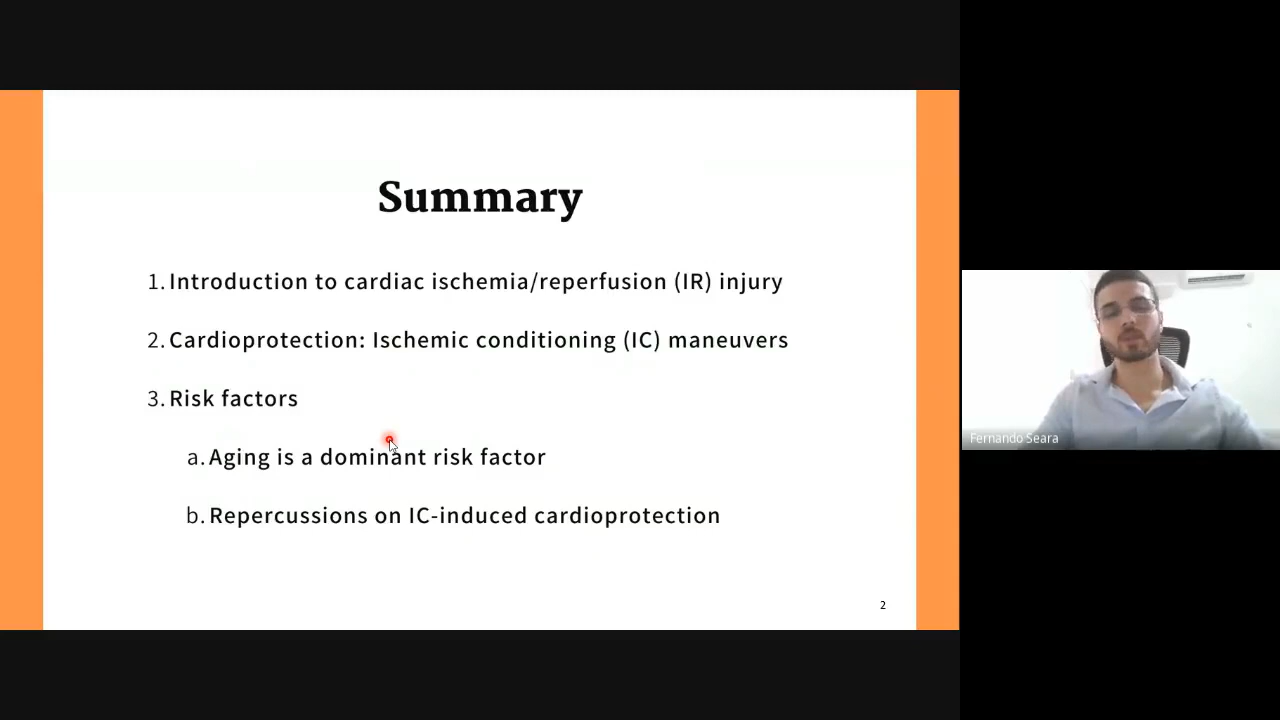 Summary
1. Introduction to cardiac ischemia/reperfusion (IR) injury
2. Cardioprotection: Ischemic conditioning (IC) maneuvers
3. Risk factors
a. Aging is a dominant risk factor
b. Repercussions on IC-induced cardioprotection
2
Fernando Seara